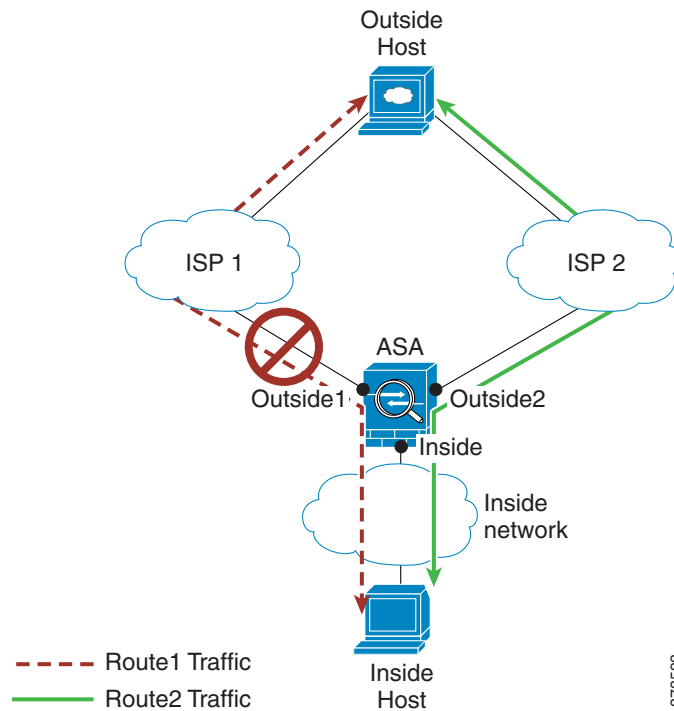 Outside
Host
ISP 1
ISP 2
ASA
Outside1
Outside2
Inside
Inside
network
Route1 Traffic
Route2 Traffic
Inside
Host